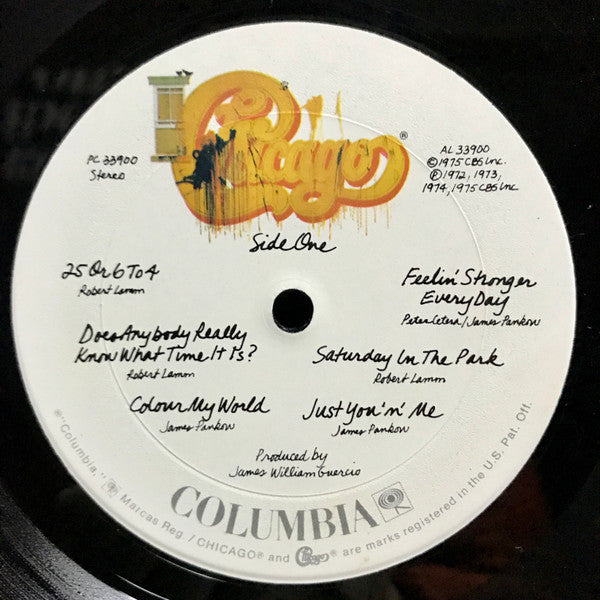 Chicago®
PC 33900
Stereo
AL 33900
©1975 CBS Inc.
℗1972, 1973,
1974, 1975 CBS Inc.
Side One
25 Or 6 To 4
Robert Lamm
Does Anybody Really
Know What Time It Is?
Robert Lamm
Colour My World
James Pankow
Feelin' Stronger
Every Day
Peter Cetera/James Pankow
Saturday In The Park
Robert Lamm
Just You 'n' Me
James Pankow
Produced by
James William Guercio
COLUMBIA
®"Columbia," ® Marcas Reg. / CHICAGO® and Chicago® are marks registered in the U.S. Pat. Off.